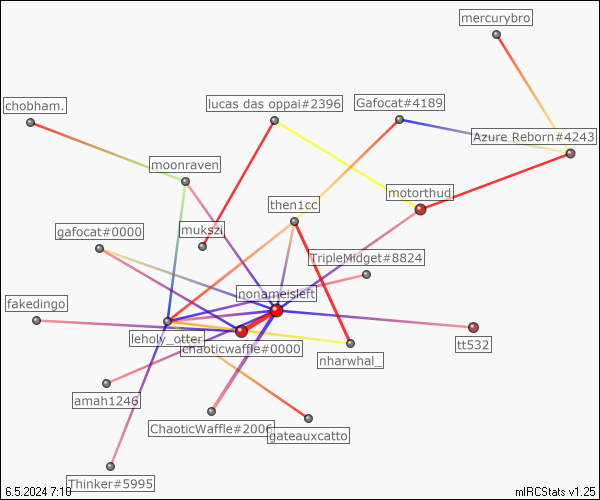 mercurybro
chobham.
lucas das oppai#2396
Gafocat#4189
Azure Reborn#4243
moonraven
motorthud
then1cc
gafocat#0000
mukszi
TripleMidget#8824
nonameisleft
fakedingo
leholy_otter
chaoticwaffle#0000
tt532
nharwhal_
amah1246
ChaoticWaffle#2006
gateauxcatto
Thinker#5995
6.5.2024 7:10
mIRCStats v1.25